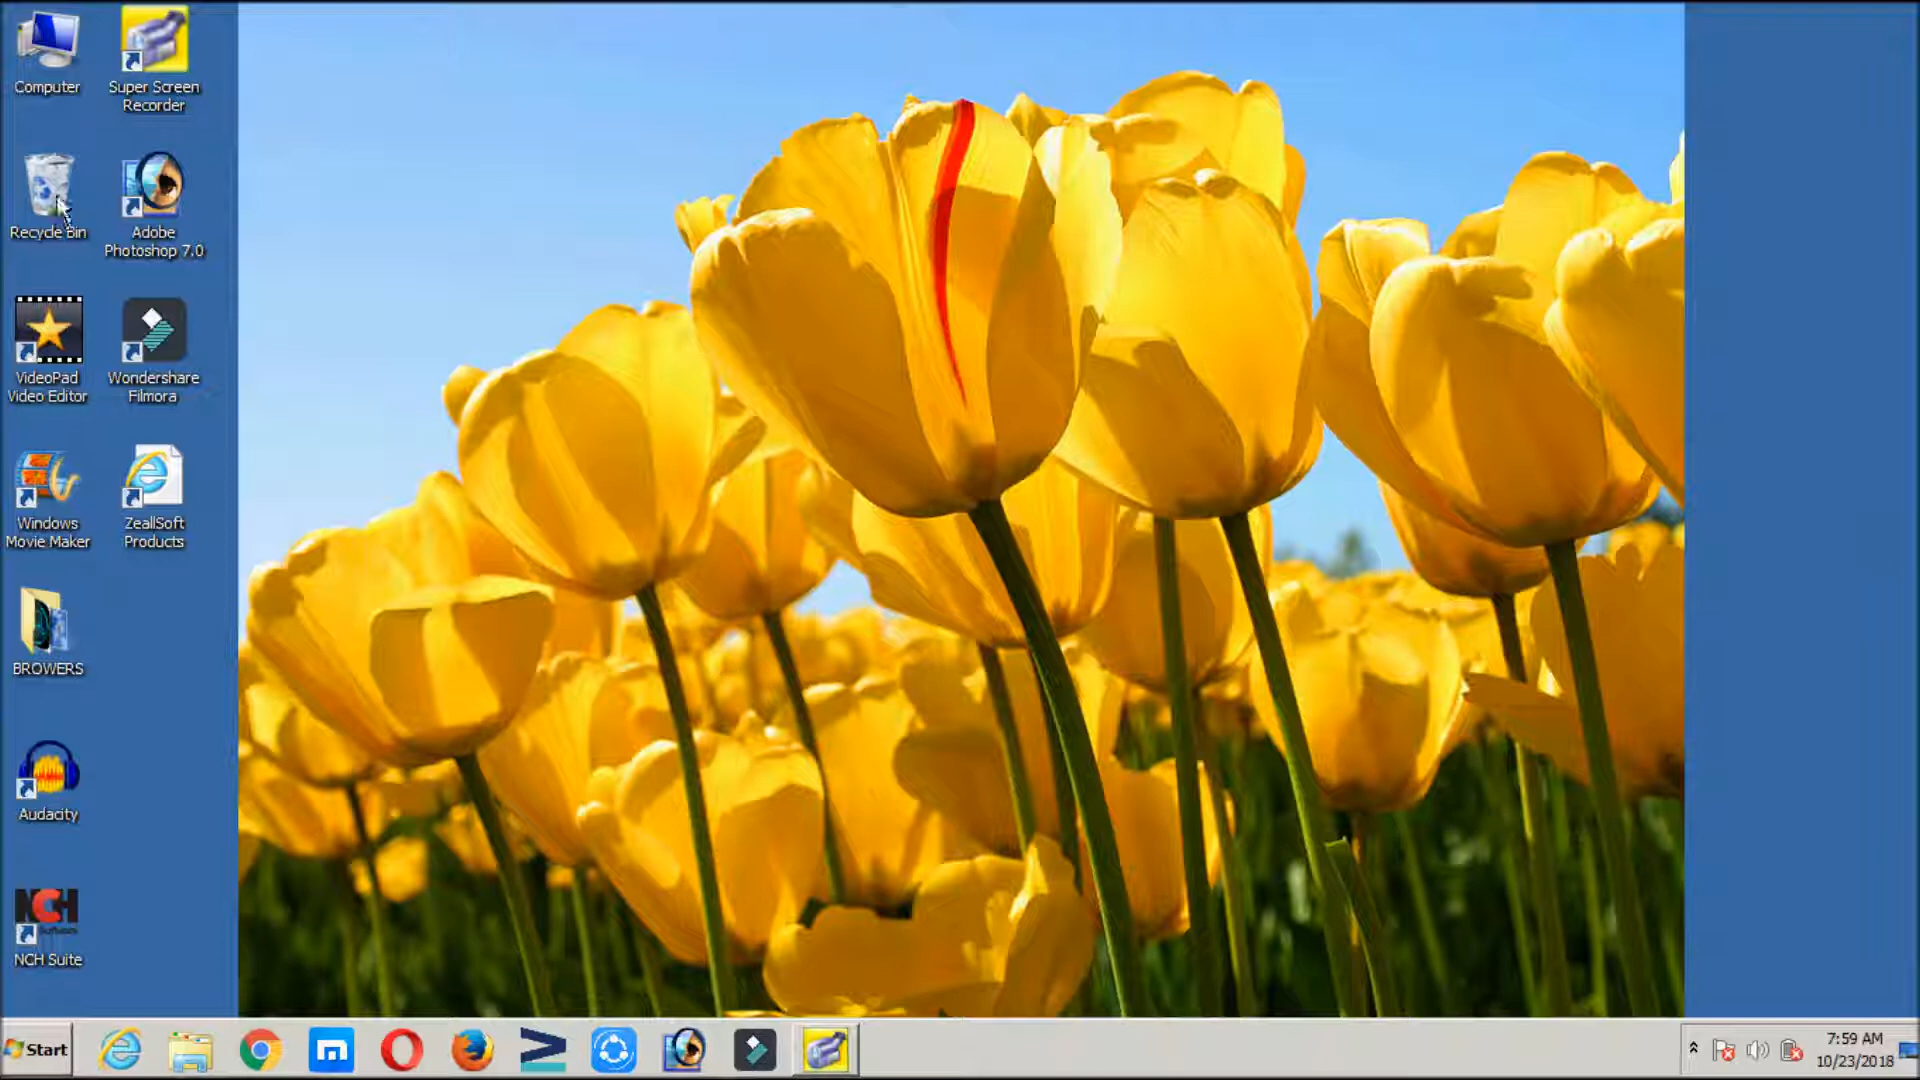 Computer
Super Screen
Recorder
Recycle Bin
Adobe
Photoshop 7.0
VideoPad
Video Editor
Wondershare
Filmora
Windows
Movie Maker
ZeallSoft
Products
BROWERS
Audacity
NCH
Software
NCH Suite
Start
7:59 AM
10/23/2018